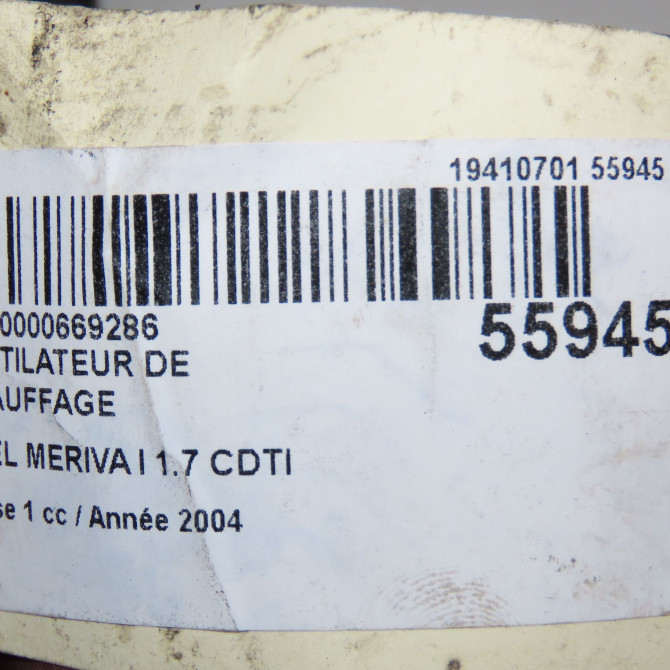 19410701 55945
0000669286
55945
TILATEUR DE
AUFFAGE
EL MERIVA I 1.7 CDTI
se 1 cc / Année 2004